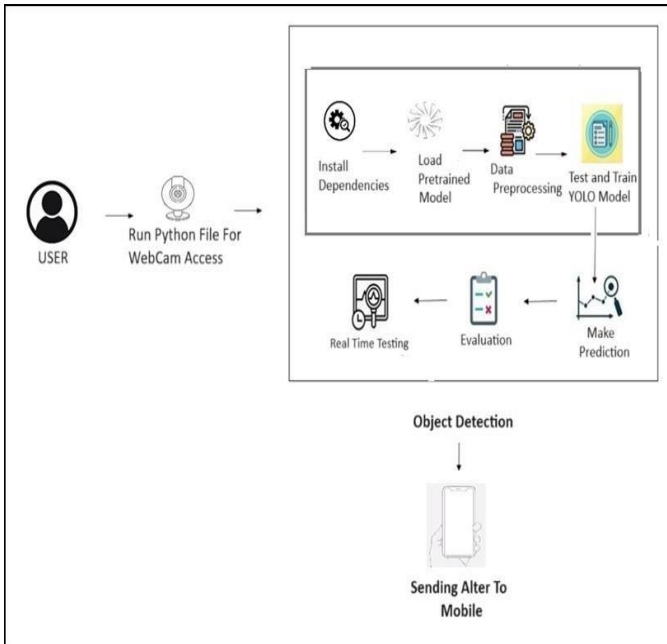 USER
Run Python File For
WebCam Access
Install
Dependencies
Load
Pretrained
Model
Data
Preprocessing
Test and Train
YOLO Model
Make
Prediction
Evaluation
Real Time Testing
Object Detection
Sending Alter To
Mobile